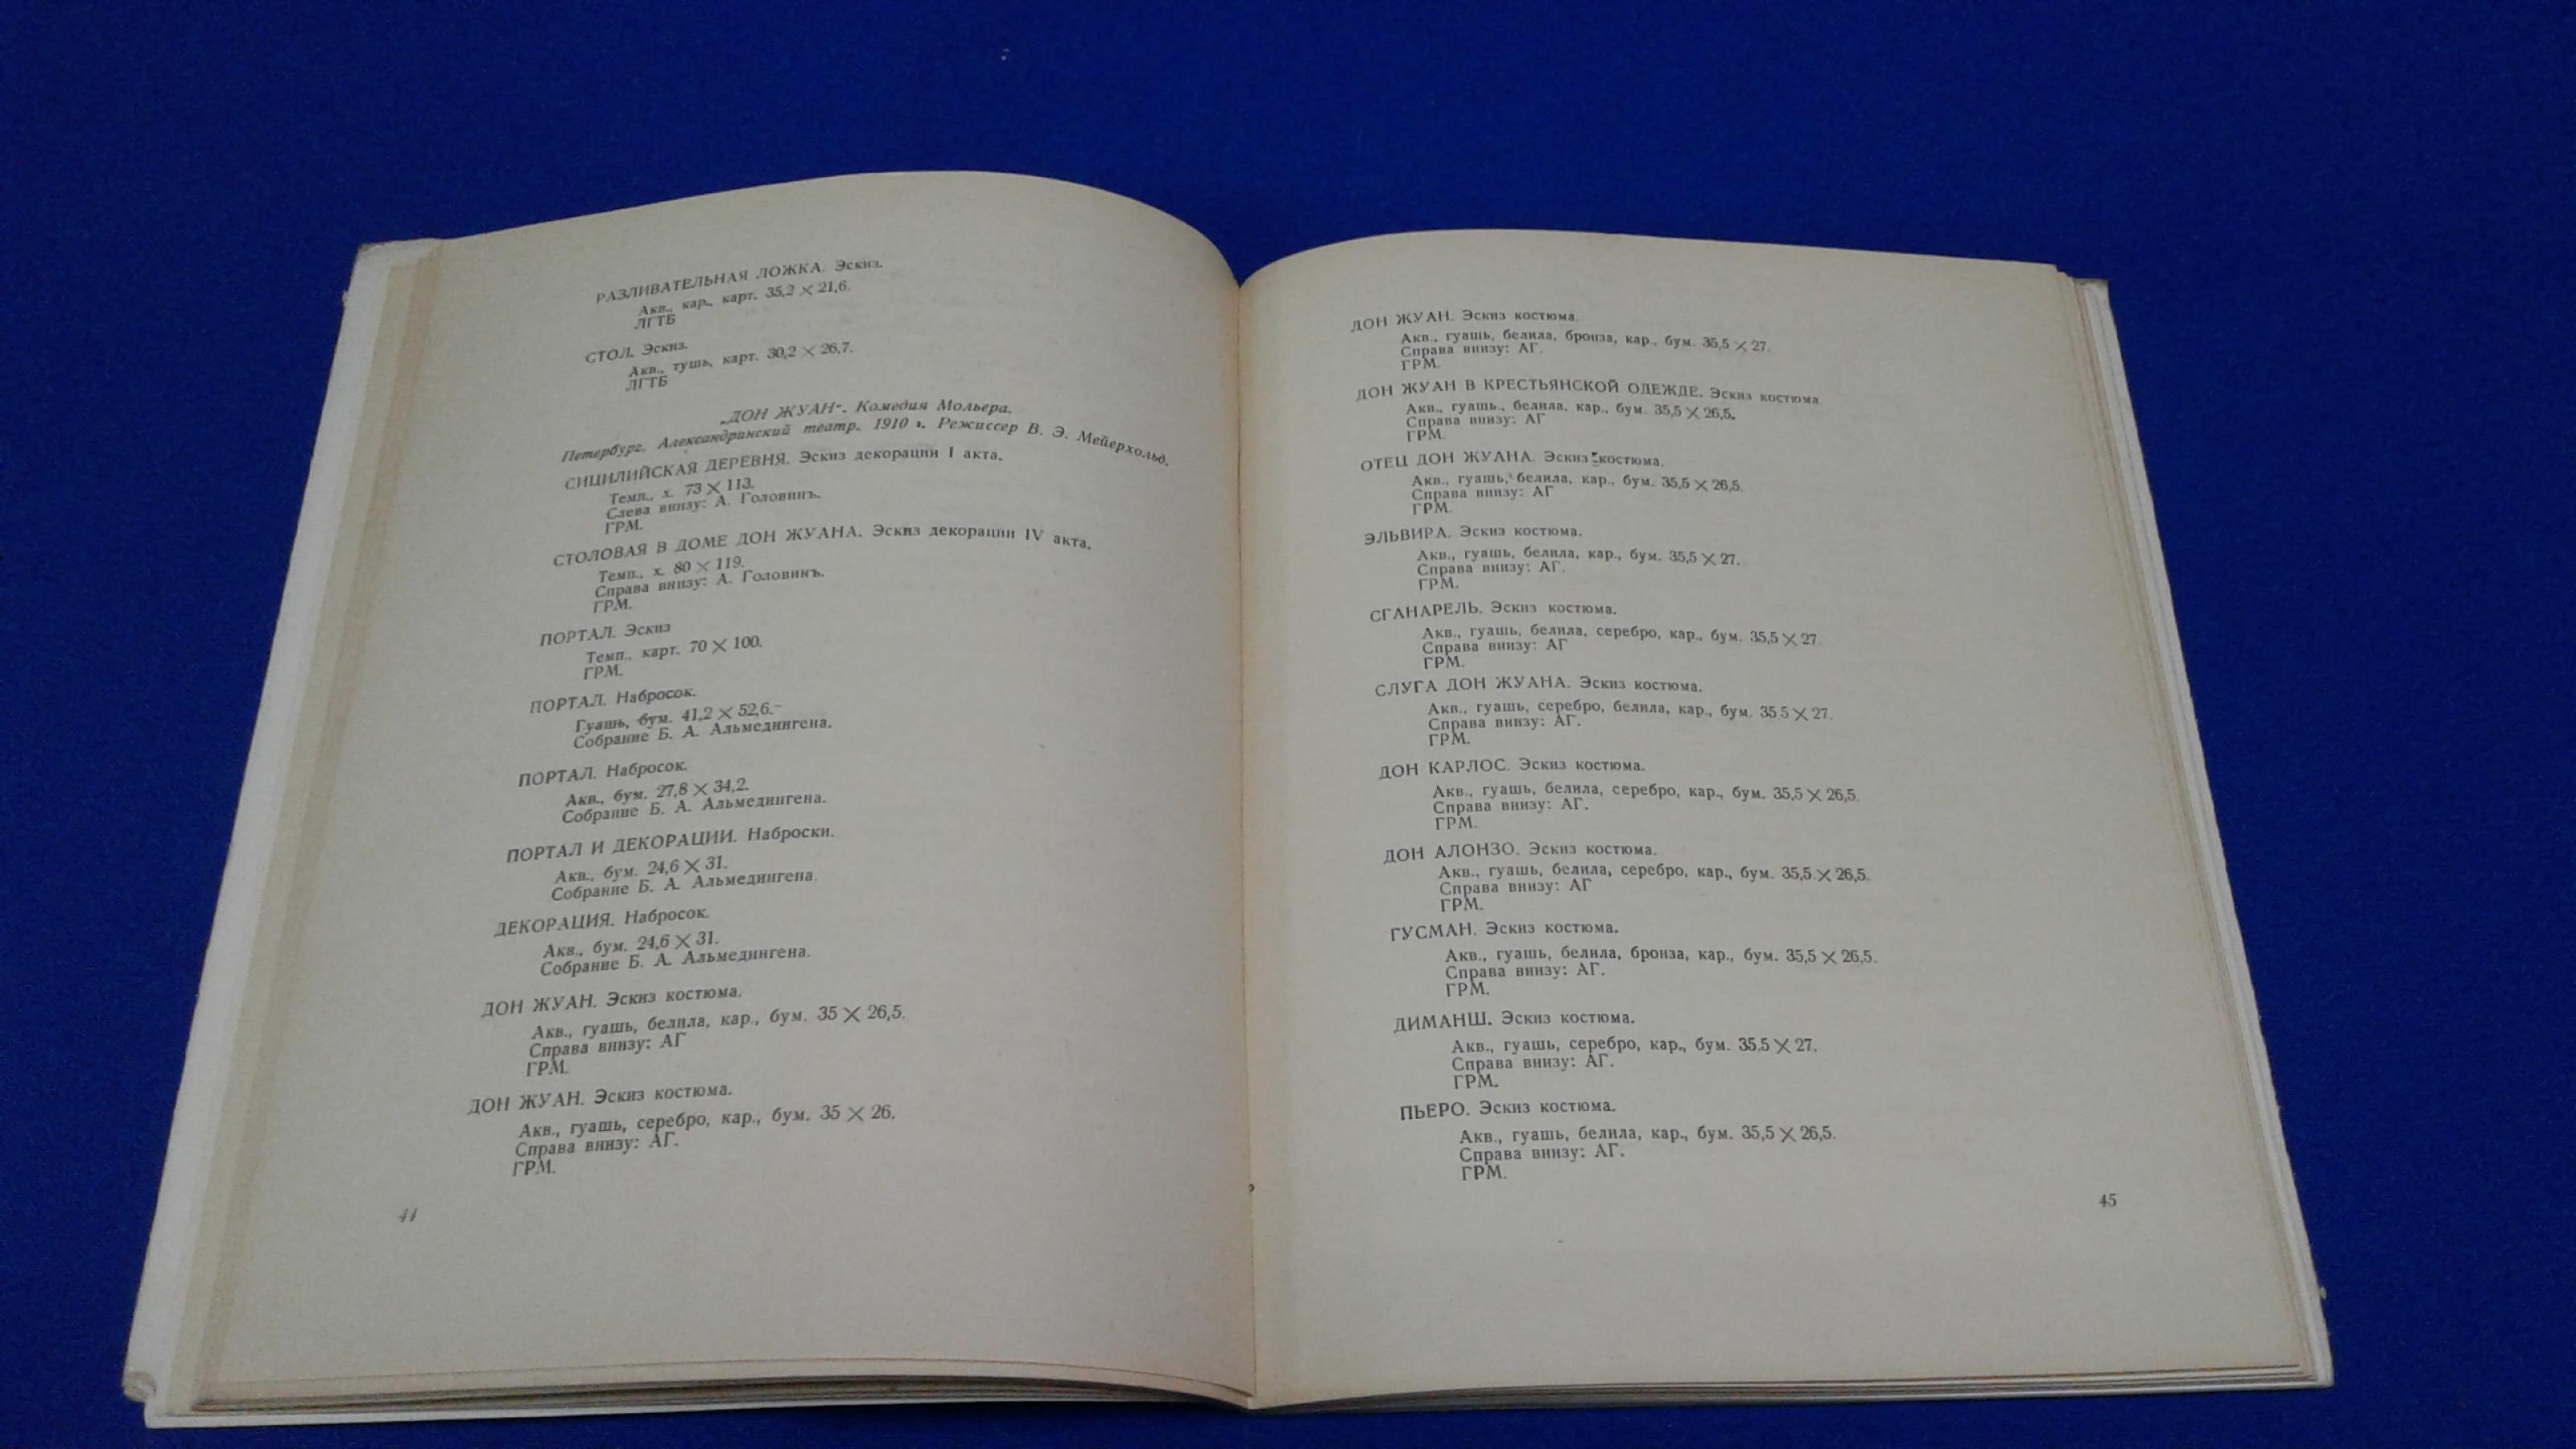 РАЗЛИВАТЕЛЬНАЯ ЛОЖКА. Эскиз.
Акв., кар., карт. 35,2 × 21,6.
ЛГТБ
СТОЛ. Эскиз.
Акв., тушь, карт. 30,2 × 26,7.
ЛГТБ
„ДОН ЖУАН“. Комедия Мольера.
Петербург. Александринский театр. 1910 г. Режиссер В. Э. Мейерхольд.
СИЦИЛИЙСКАЯ ДЕРЕВНЯ. Эскиз декорации I акта.
Темп., х. 73 × 113.
Слева внизу: А. Головинъ.
ГРМ.
СТОЛОВАЯ В ДОМЕ ДОН ЖУАНА. Эскиз декорации IV акта.
Темп., х. 80 × 119.
Справа внизу: А. Головинъ.
ГРМ.
ПОРТАЛ. Эскиз
Темп., карт. 70 × 100.
ГРМ.
ПОРТАЛ. Набросок.
Гуашь, бум. 41,2 × 52,6.
Собрание Б. А. Альмедингена.
ПОРТАЛ. Набросок.
Акв., бум. 27,8 × 34,2.
Собрание Б. А. Альмедингена.
ПОРТАЛ И ДЕКОРАЦИИ. Наброски.
Акв., бум. 24,6 × 31.
Собрание Б. А. Альмедингена.
ДЕКОРАЦИЯ. Набросок.
Акв., бум. 24,6 × 31.
Собрание Б. А. Альмедингена.
ДОН ЖУАН. Эскиз костюма.
Акв., гуашь, белила, кар., бум. 35 × 26,5.
Справа внизу: АГ
ГРМ.
ДОН ЖУАН. Эскиз костюма.
Акв., гуашь, серебро, кар., бум. 35 × 26.
Справа внизу: АГ.
ГРМ.
44
ДОН ЖУАН. Эскиз костюма.
Акв., гуашь, белила, бронза, кар., бум. 35,5 × 27.
Справа внизу: АГ.
ГРМ.
ДОН ЖУАН В КРЕСТЬЯНСКОЙ ОДЕЖДЕ. Эскиз костюма
Акв., гуашь., белила, кар., бум. 35,5 × 26,5.
Справа внизу: АГ
ГРМ.
ОТЕЦ ДОН ЖУАНА. Эскиз костюма.
Акв., гуашь, белила, кар., бум. 35,5 × 26,5.
Справа внизу: АГ
ГРМ.
ЭЛЬВИРА. Эскиз костюма.
Акв., гуашь, белила, кар., бум. 35,5 × 27.
Справа внизу: АГ.
ГРМ.
СГАНАРЕЛЬ. Эскиз костюма.
Акв., гуашь, белила, серебро, кар., бум. 35,5 × 27.
Справа внизу: АГ
ГРМ.
СЛУГА ДОН ЖУАНА. Эскиз костюма.
Акв., гуашь, серебро, белила, кар., бум. 35 5 × 27.
Справа внизу: АГ.
ГРМ.
ДОН КАРЛОС. Эскиз костюма.
Акв., гуашь, белила, серебро, кар., бум. 35,5 × 26,5.
Справа внизу: АГ.
ГРМ.
ДОН АЛОНЗО. Эскиз костюма.
Акв., гуашь, белила, серебро, кар., бум. 35,5 × 26,5.
Справа внизу: АГ
ГРМ.
ГУСМАН. Эскиз костюма.
Акв., гуашь, белила, бронза, кар., бум. 35,5 × 26,5.
Справа внизу: АГ.
ГРМ.
ДИМАНШ. Эскиз костюма.
Акв., гуашь, серебро, кар., бум. 35,5 × 27.
Справа внизу: АГ.
ГРМ.
ПЬЕРО. Эскиз костюма.
Акв., гуашь, белила, кар., бум. 35,5 × 26,5.
Справа внизу: АГ.
ГРМ.
45